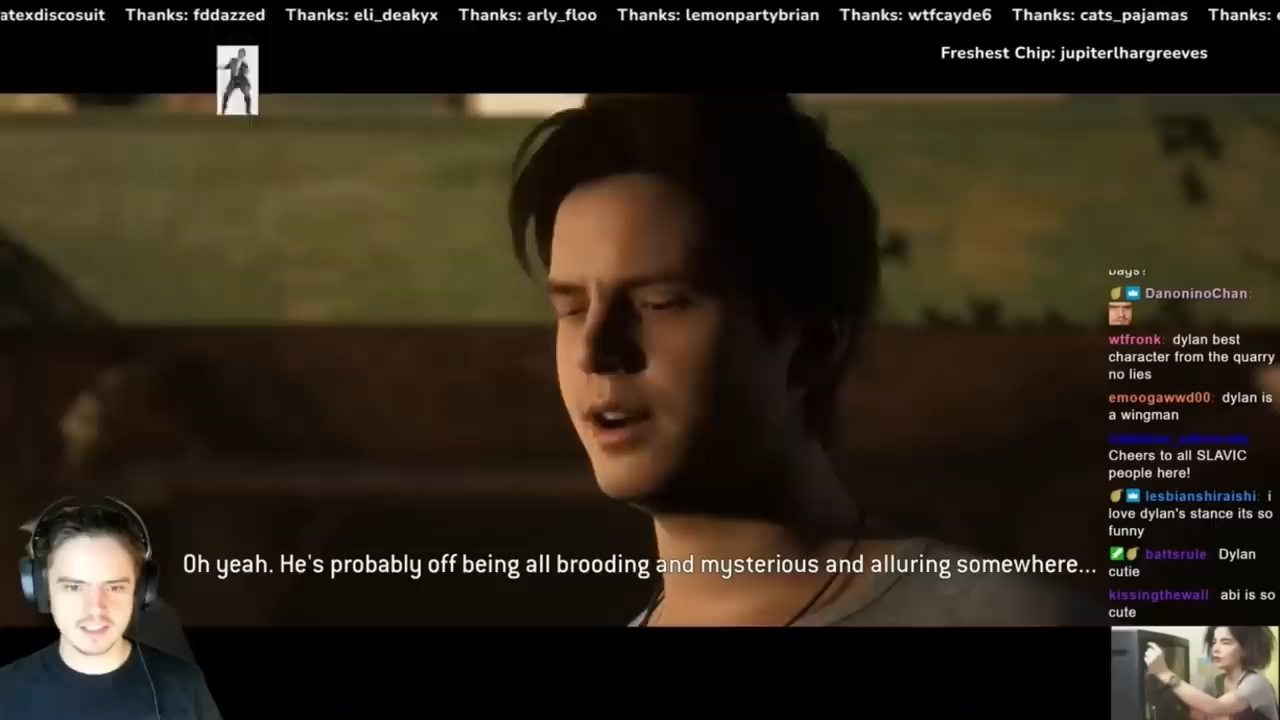 atexdiscosuit Thanks: fddazzed Thanks: eli_deakyx Thanks: arly_floo Thanks: lemonpartybrian Thanks: wtfcayde6 Thanks: cats_pajamas Thanks:
Freshest Chip: jupiterlhargreeves
DanoninoChan:
wtfronk: dylan best
character from the quarry
no lies
emoogawwd00: dylan is
a wingman
Cheers to all SLAVIC
people here!
lesbianshiraishi: i
love dylan's stance its so
funny
battsrule: Dylan
cutie
kissingthewall: abi is so
cute
Oh yeah. He's probably off being all brooding and mysterious and alluring somewhere...